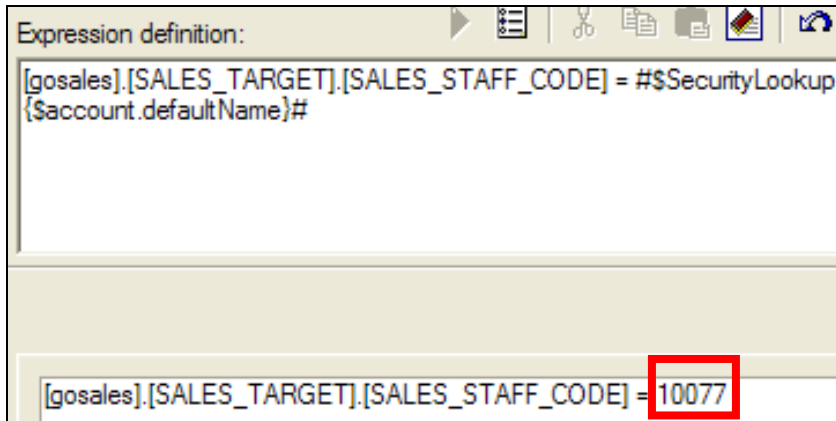 Expression definition:
[gosales].[SALES_TARGET].[SALES_STAFF_CODE] = #$SecurityLookup
{$account.defaultName}#
[gosales].[SALES_TARGET].[SALES_STAFF_CODE] = 10077